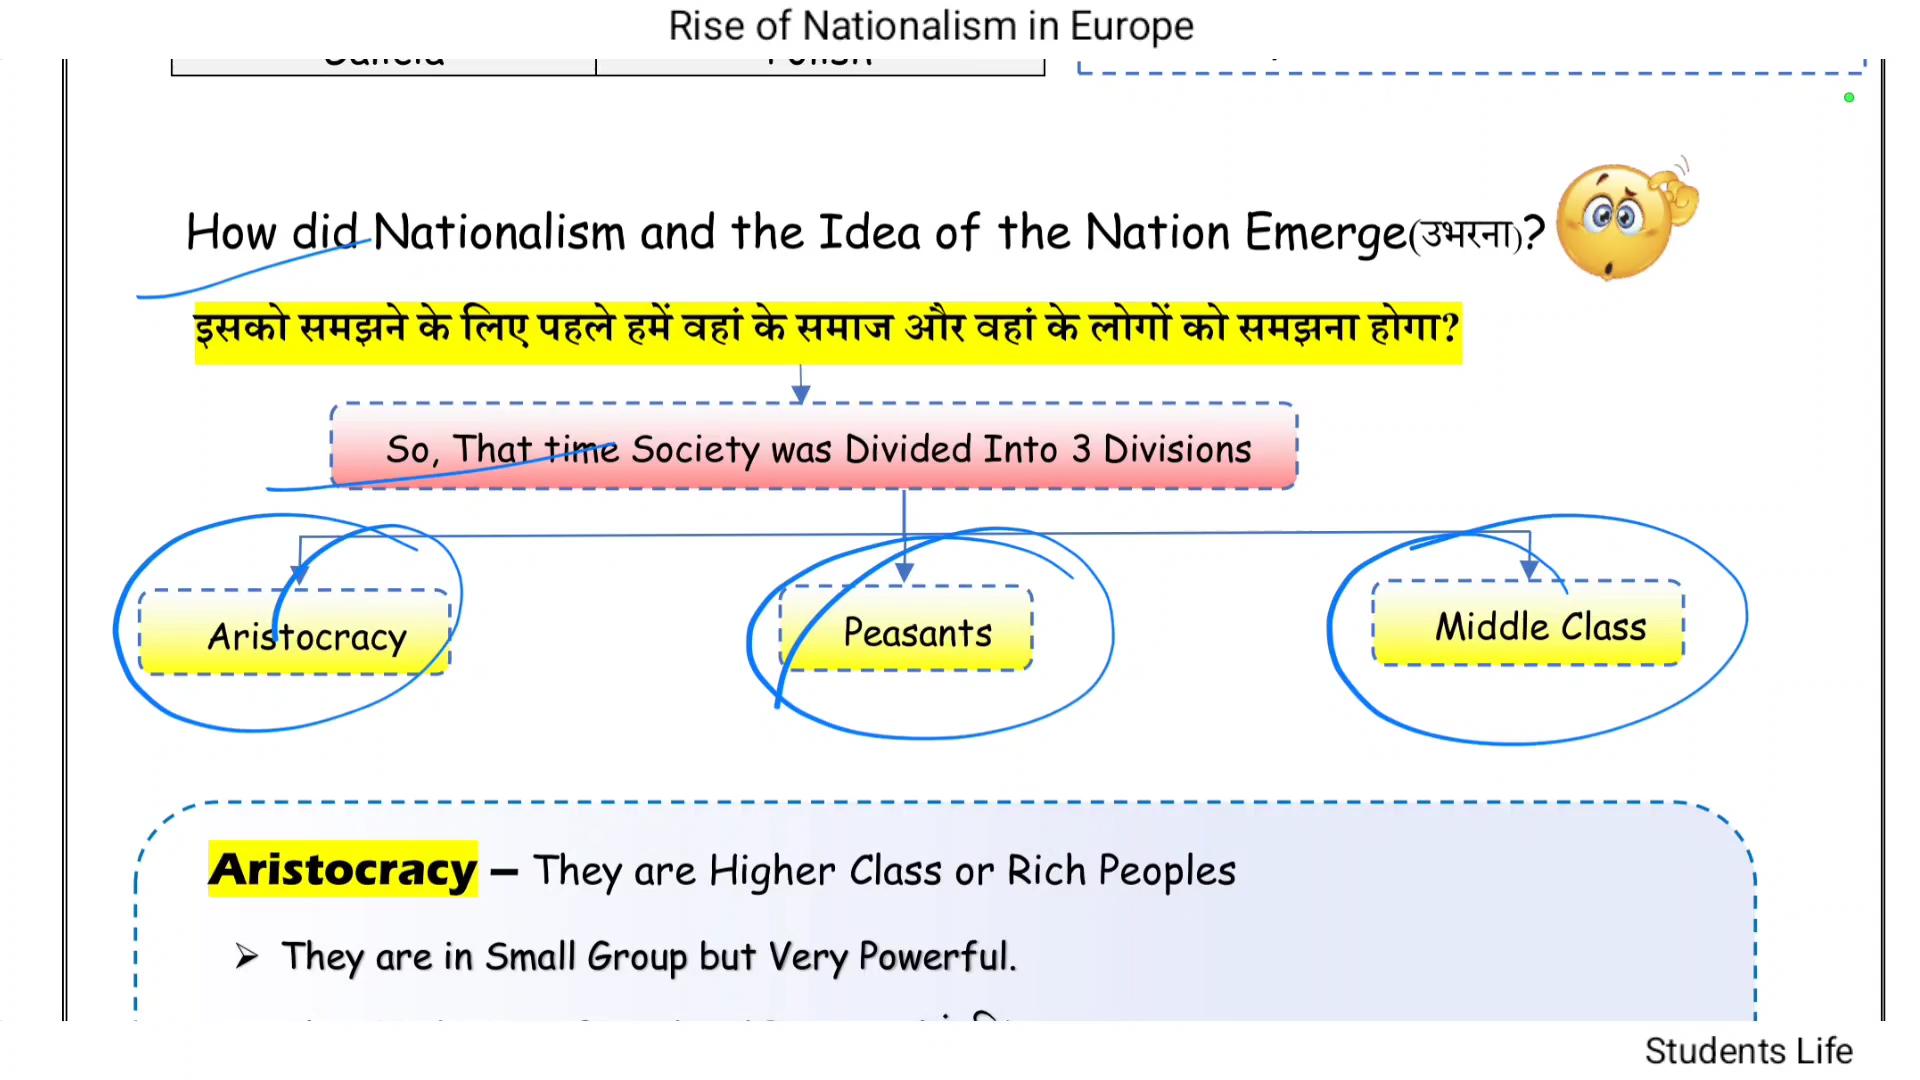 Rise of Nationalism in Europe
Galicia Polish
How did Nationalism and the Idea of the Nation Emerge(उभरना)?
इसको समझने के लिए पहले हमें वहां के समाज और वहां के लोगों को समझना होगा?
So, That time Society was Divided Into 3 Divisions
Aristocracy Peasants Middle Class
Aristocracy – They are Higher Class or Rich Peoples
➢ They are in Small Group but Very Powerful.
Students Life